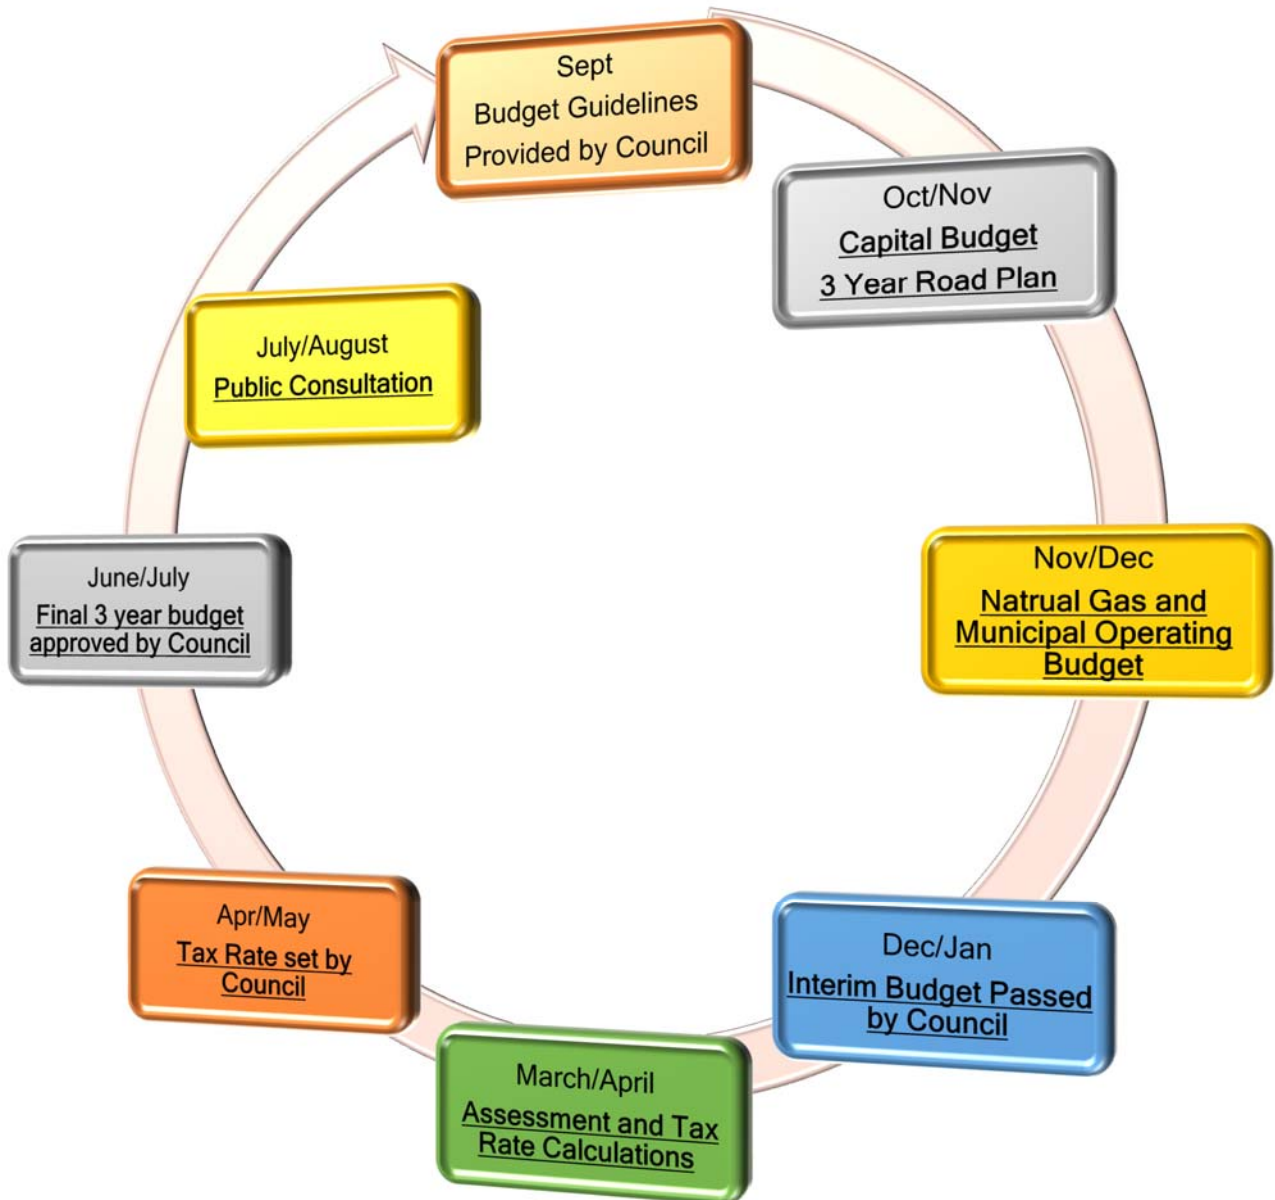 Sept
Budget Guidelines
Provided by Council
Oct/Nov
Capital Budget
3 Year Road Plan
Nov/Dec
Natrual Gas and
Municipal Operating
Budget
Dec/Jan
Interim Budget Passed
by Council
March/April
Assessment and Tax
Rate Calculations
Apr/May
Tax Rate set by
Council
June/July
Final 3 year budget
approved by Council
July/August
Public Consultation